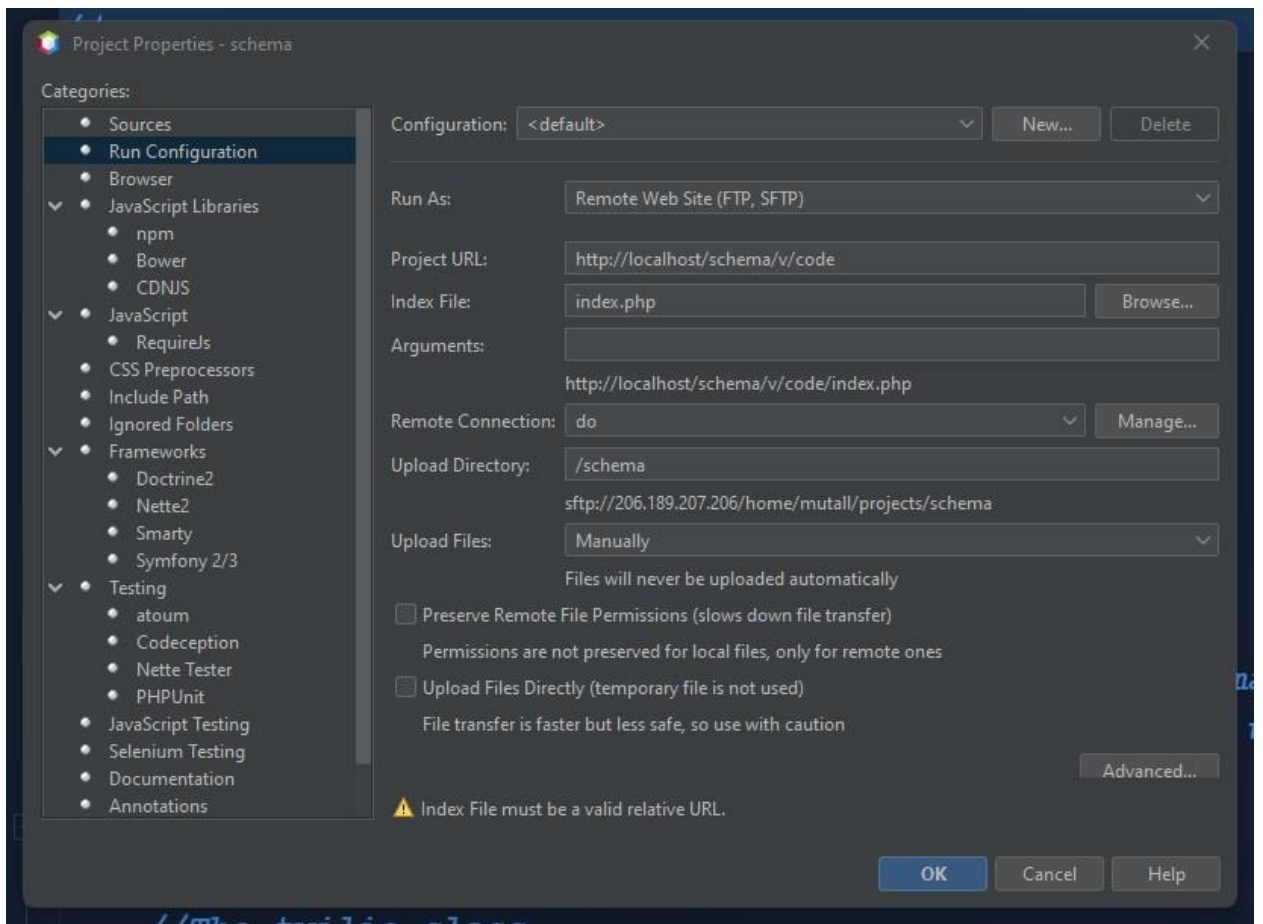 Project Properties - schema
Categories:
Sources
Run Configuration
Browser
JavaScript Libraries
npm
Bower
CDNJS
JavaScript
RequireJs
CSS Preprocessors
Include Path
Ignored Folders
Frameworks
Doctrine2
Nette2
Smarty
Symfony 2/3
Testing
atoum
Codeception
Nette Tester
PHPUnit
JavaScript Testing
Selenium Testing
Documentation
Annotations
Configuration: <default> New... Delete
Run As: Remote Web Site (FTP, SFTP)
Project URL: http://localhost/schema/v/code
Index File: index.php Browse...
Arguments:
http://localhost/schema/v/code/index.php
Remote Connection: do Manage...
Upload Directory: /schema
sftp://206.189.207.206/home/mutall/projects/schema
Upload Files: Manually
Files will never be uploaded automatically
Preserve Remote File Permissions (slows down file transfer)
Permissions are not preserved for local files, only for remote ones
Upload Files Directly (temporary file is not used)
File transfer is faster but less safe, so use with caution
Advanced...
Index File must be a valid relative URL.
OK Cancel Help